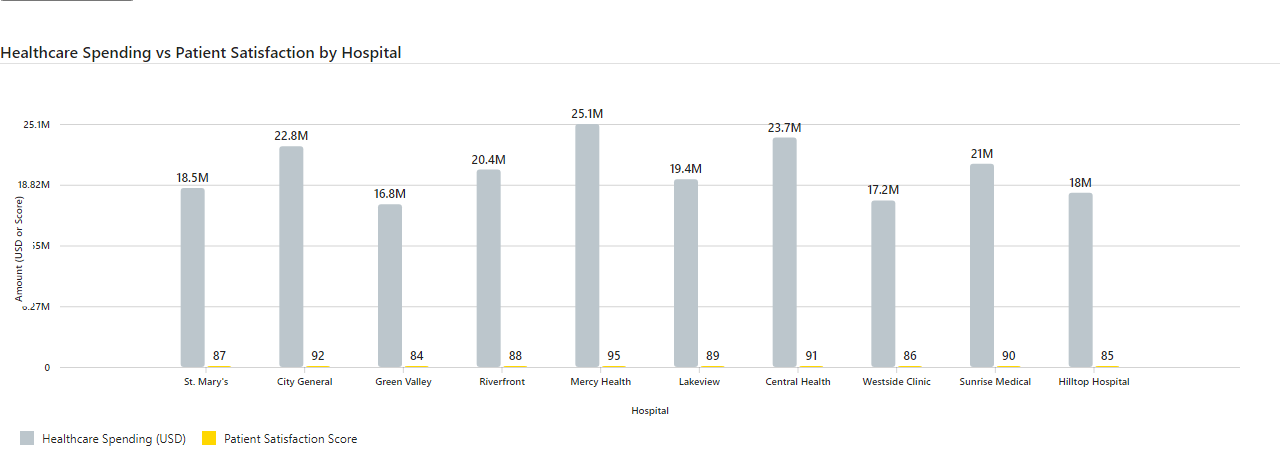 Healthcare Spending vs Patient Satisfaction by Hospital
25.1M
18.82M
0
Amount (USD or Score)
18.5M
22.8M
16.8M
20.4M
25.1M
19.4M
23.7M
17.2M
21M
18M
87
92
84
88
95
89
91
86
90
85
St. Mary's
City General
Green Valley
Riverfront
Mercy Health
Lakeview
Central Health
Westside Clinic
Sunrise Medical
Hilltop Hospital
Hospital
Healthcare Spending (USD) Patient Satisfaction Score